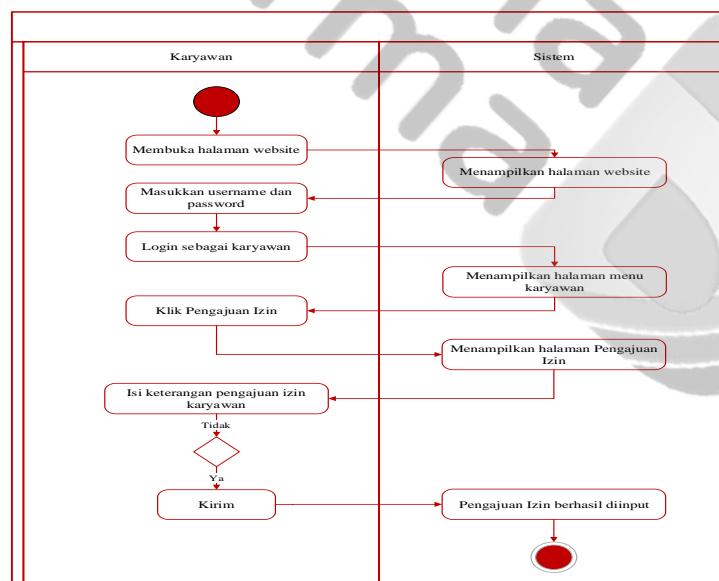 Karyawan
Sistem
Membuka halaman website
Menampilkan halaman website
Masukkan username dan
password
Login sebagai karyawan
Menampilkan halaman menu
karyawan
Klik Pengajuan Izin
Menampilkan halaman Pengajuan
Izin
Isi keterangan pengajuan izin
karyawan
Tidak
Ya
Kirim
Pengajuan Izin berhasil diinput